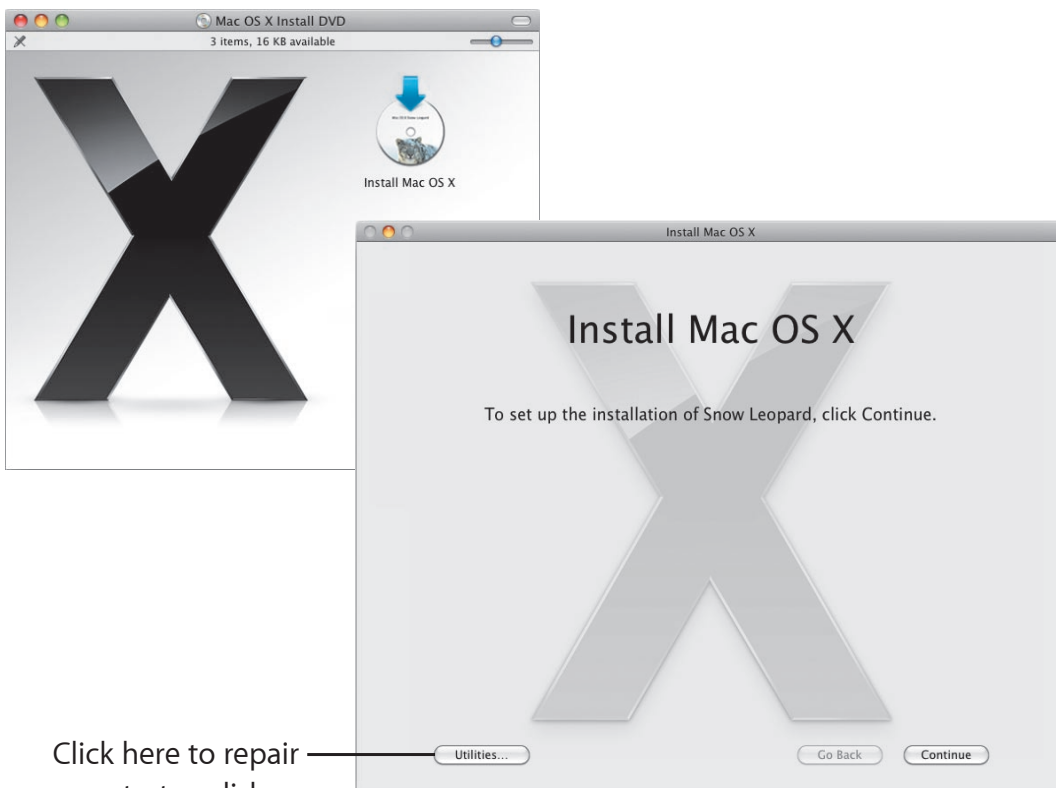 Mac OS X Install DVD
3 items, 16 KB available
Install Mac OS X
Install Mac OS X
Install Mac OS X
To set up the installation of Snow Leopard, click Continue.
Click here to repair
Utilities...
Go Back
Continue